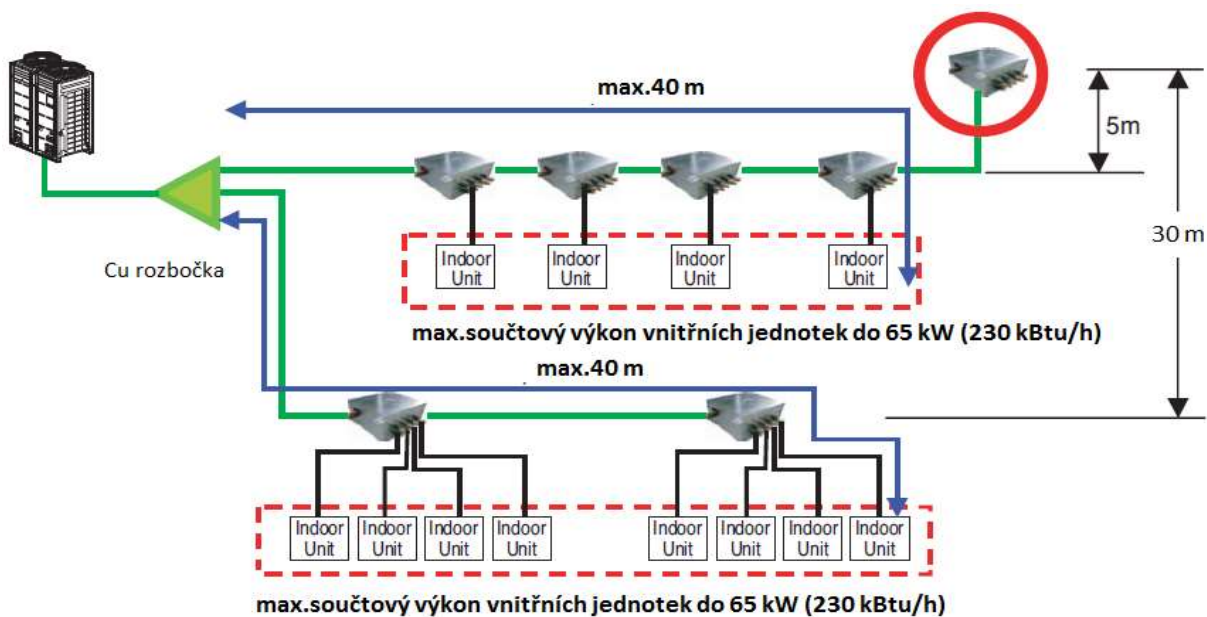 max.40 m
5m
30 m
Indoor
Unit
Indoor
Unit
Indoor
Unit
Indoor
Unit
Cu rozbočka
max.součtový výkon vnitřních jednotek do 65 kW (230 kBtu/h)
max.40 m
Indoor
Unit
Indoor
Unit
Indoor
Unit
Indoor
Unit
Indoor
Unit
Indoor
Unit
Indoor
Unit
Indoor
Unit
max.součtový výkon vnitřních jednotek do 65 kW (230 kBtu/h)